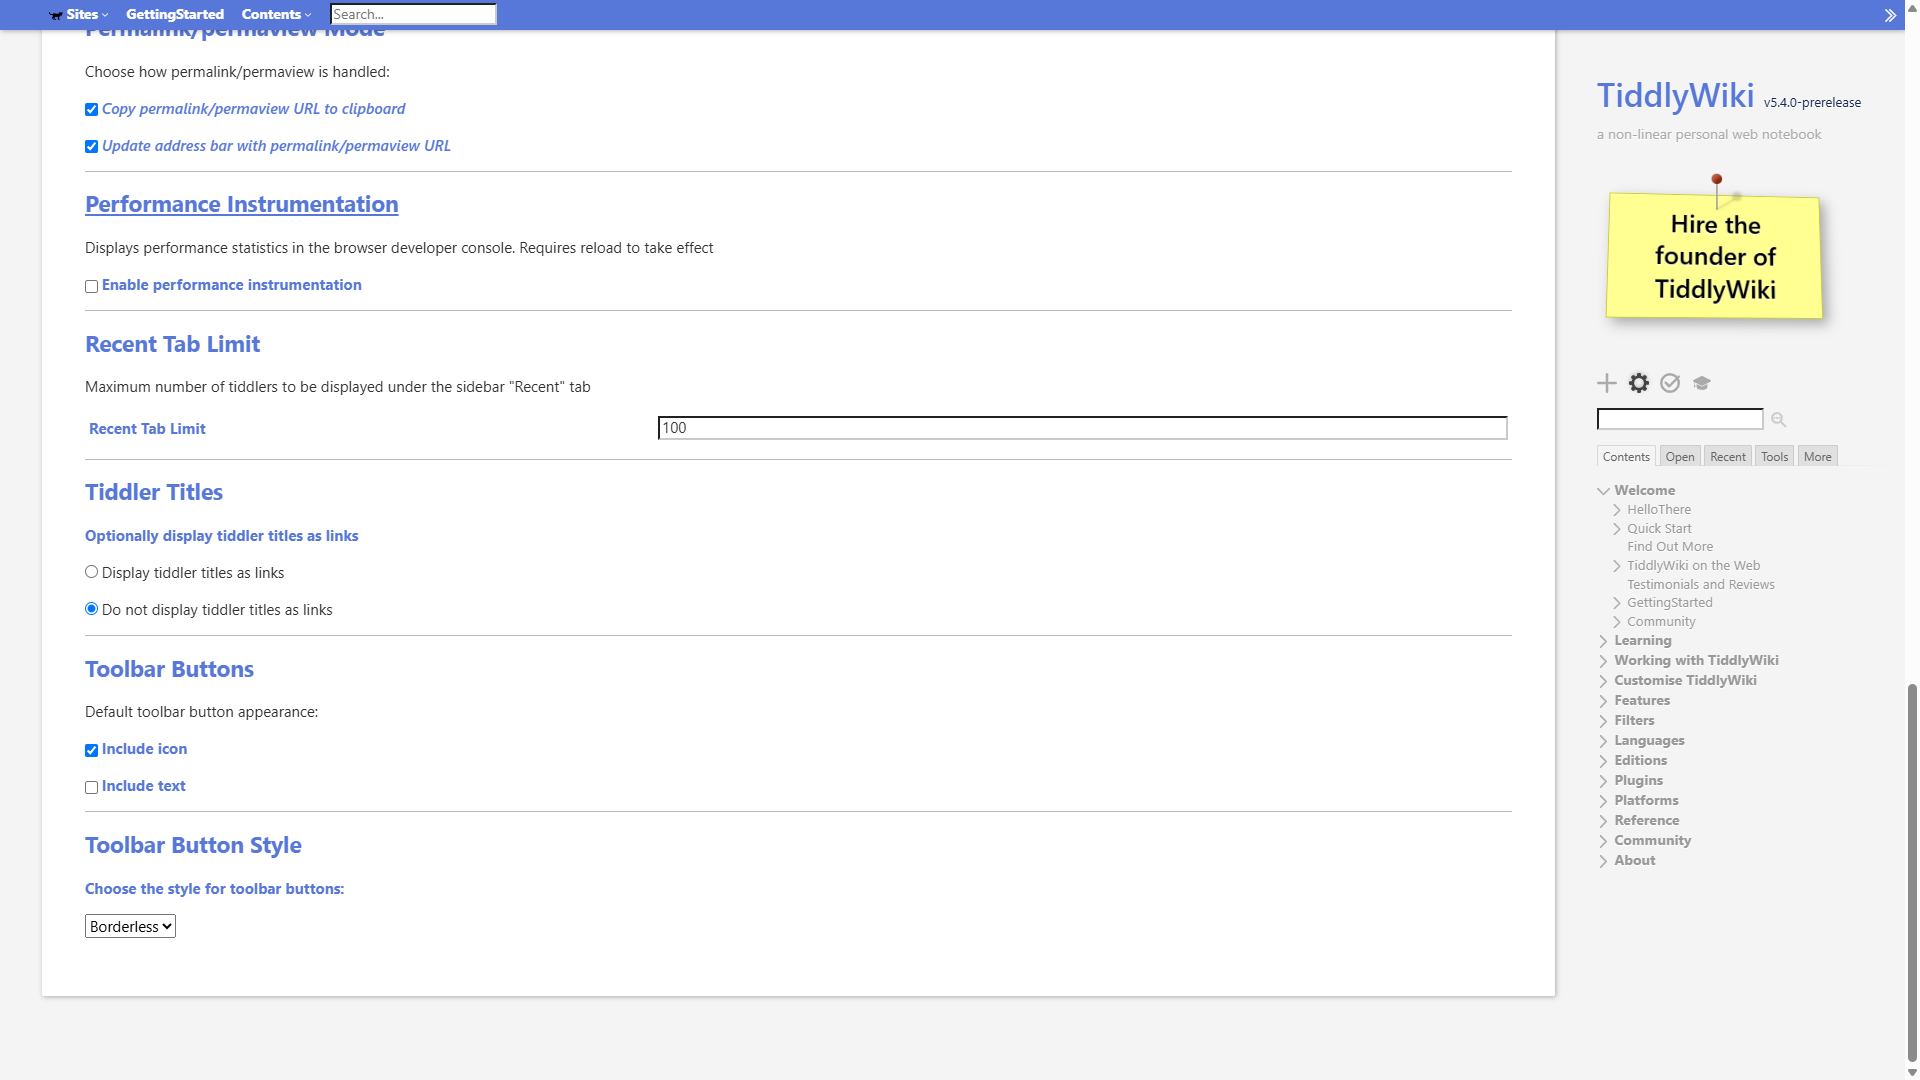 Sites
GettingStarted
Contents
Search...
Permalink/permaview Mode
Choose how permalink/permaview is handled:
Copy permalink/permaview URL to clipboard
Update address bar with permalink/permaview URL
Performance Instrumentation
Displays performance statistics in the browser developer console. Requires reload to take effect
Enable performance instrumentation
Recent Tab Limit
Maximum number of tiddlers to be displayed under the sidebar "Recent" tab
Recent Tab Limit
100
Tiddler Titles
Optionally display tiddler titles as links
Display tiddler titles as links
Do not display tiddler titles as links
Toolbar Buttons
Default toolbar button appearance:
Include icon
Include text
Toolbar Button Style
Choose the style for toolbar buttons:
Borderless
TiddlyWiki v5.4.0-prerelease
a non-linear personal web notebook
Hire the
founder of
TiddlyWiki
Contents
Open
Recent
Tools
More
Welcome
HelloThere
Quick Start
Find Out More
TiddlyWiki on the Web
Testimonials and Reviews
GettingStarted
Community
Learning
Working with TiddlyWiki
Customise TiddlyWiki
Features
Filters
Languages
Editions
Plugins
Platforms
Reference
Community
About